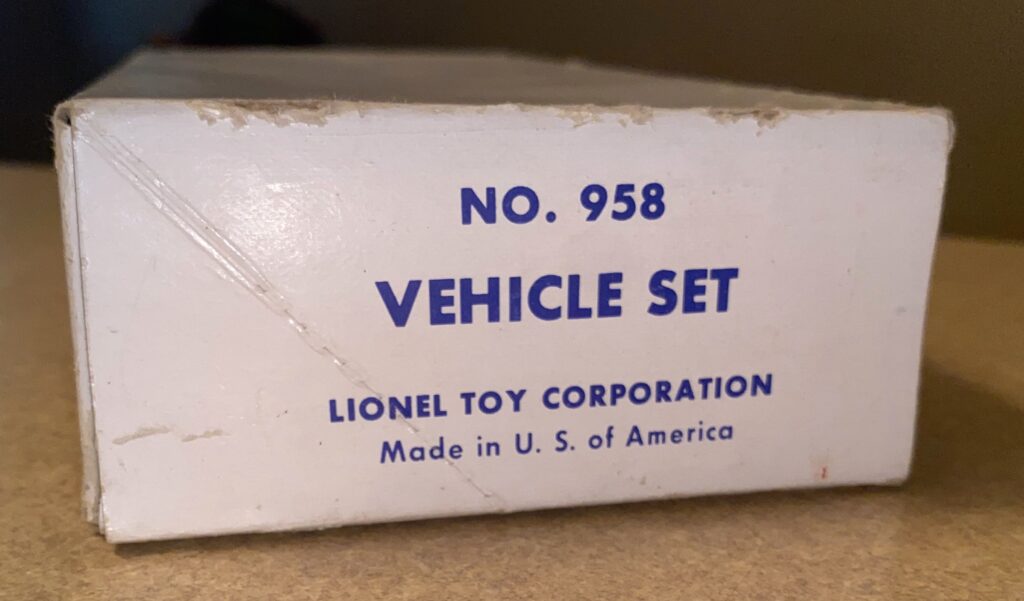 NO. 958
VEHICLE SET
LIONEL TOY CORPORATION
Made in U. S. of America